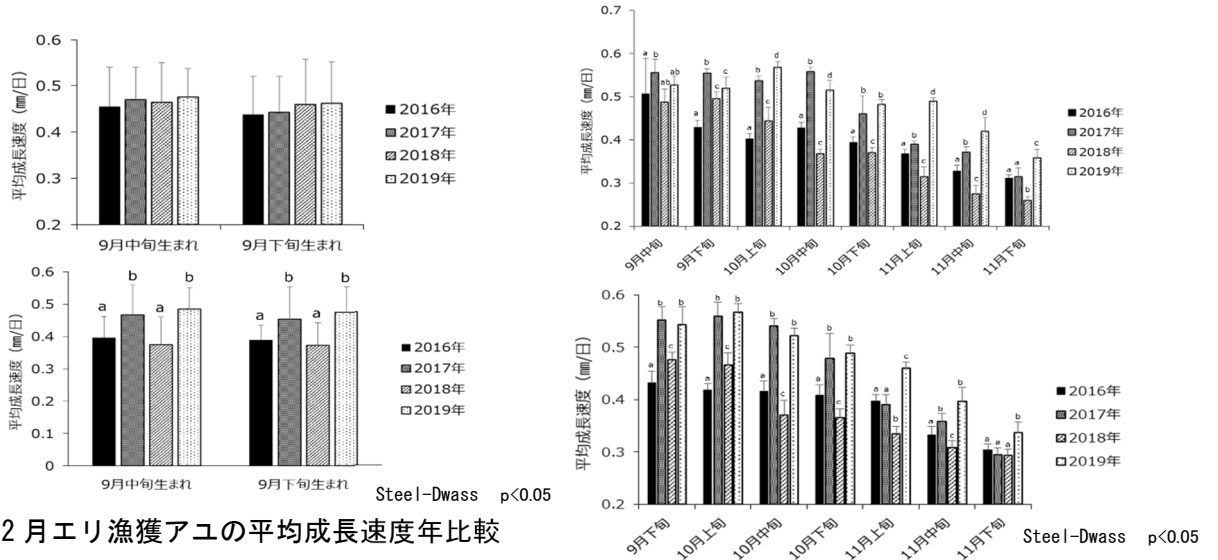 0.6
0.5
0.4
0.3
0.2
平均成長速度（㎜/日）
9月中旬生まれ
9月下旬生まれ
2016年
2017年
2018年
2019年
0.6
0.5
0.4
0.3
0.2
0.1
0
平均成長速度（㎜/日）
a
b
a
b
a
b
a
b
9月中旬生まれ
9月下旬生まれ
2016年
2017年
2018年
2019年
Steel-Dwass p<0.05
2月エリ漁獲アユの平均成長速度年比較
0.7
0.6
0.5
0.4
0.3
0.2
平均成長速度（㎜/日）
a b ab ab
a b c c
a b c d
a b c d
a b c b
a b c d
a b c d
a a b c
9月中旬
9月下旬
10月上旬
10月中旬
10月下旬
11月上旬
11月中旬
11月下旬
2016年
2017年
2018年
2019年
0.6
0.5
0.4
0.3
0.2
平均成長速度（㎜/日）
a b c b
a b c b
a b c b
a b c b
a a b c
a a c b
a a a b
9月下旬
10月上旬
10月中旬
10月下旬
11月上旬
11月中旬
11月下旬
2016年
2017年
2018年
2019年
Steel-Dwass p<0.05